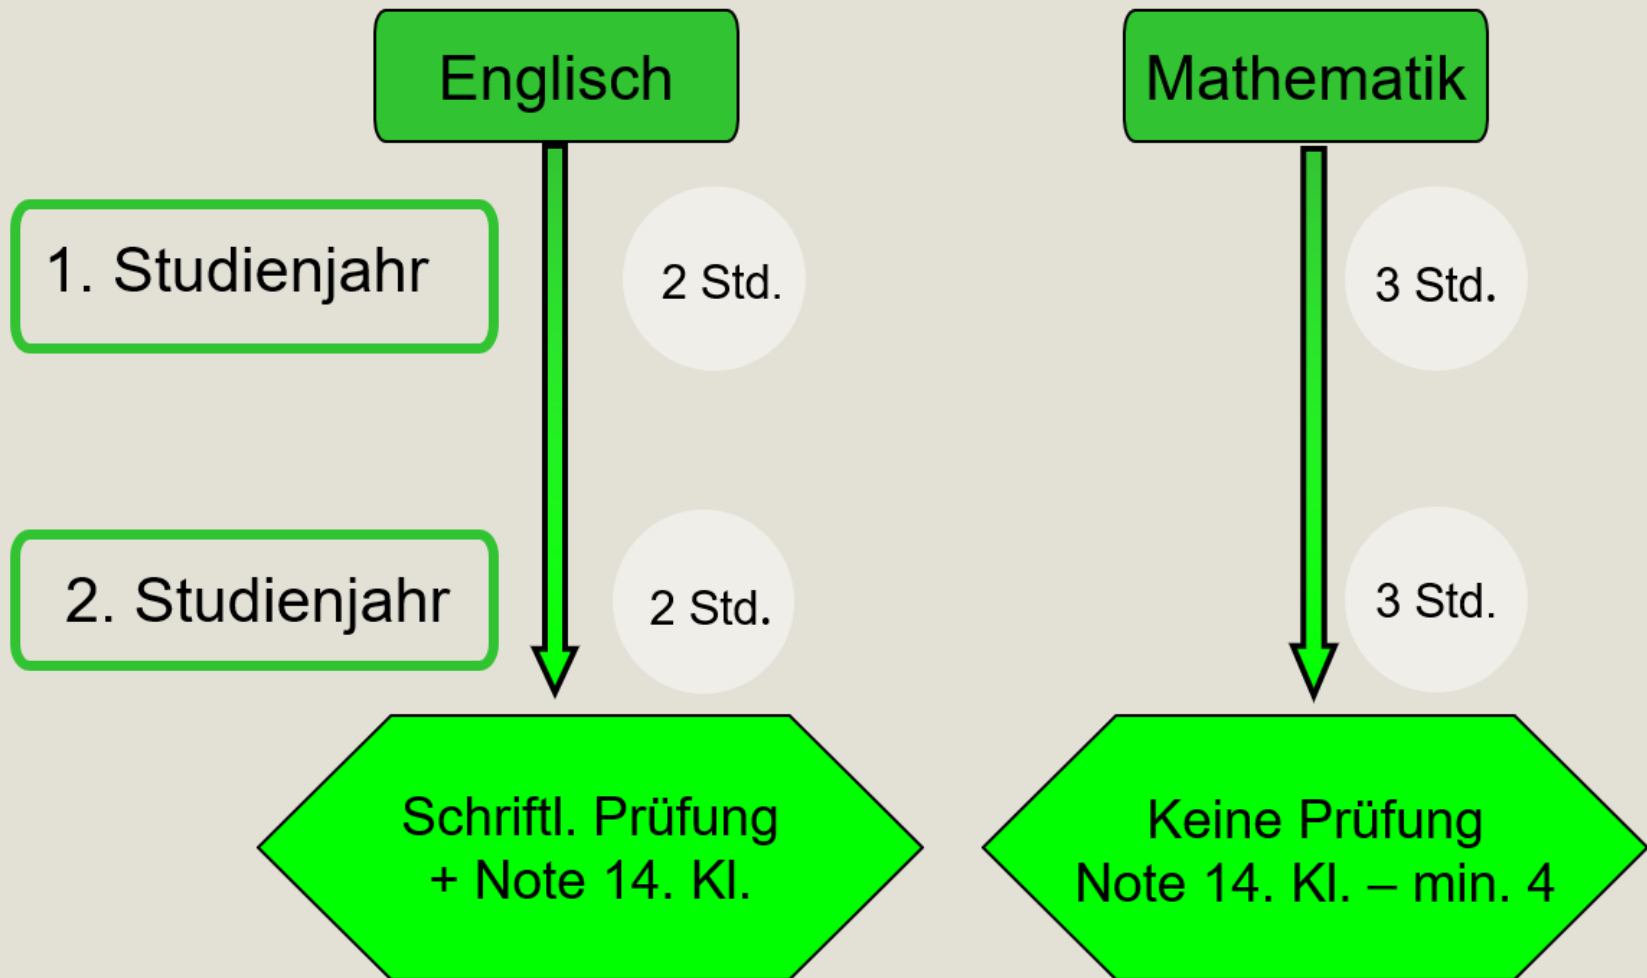 Englisch
Mathematik
1. Studienjahr
2 Std.
3 Std.
2. Studienjahr
2 Std.
3 Std.
Schriftl. Prüfung
+ Note 14. Kl.
Keine Prüfung
Note 14. Kl. – min. 4